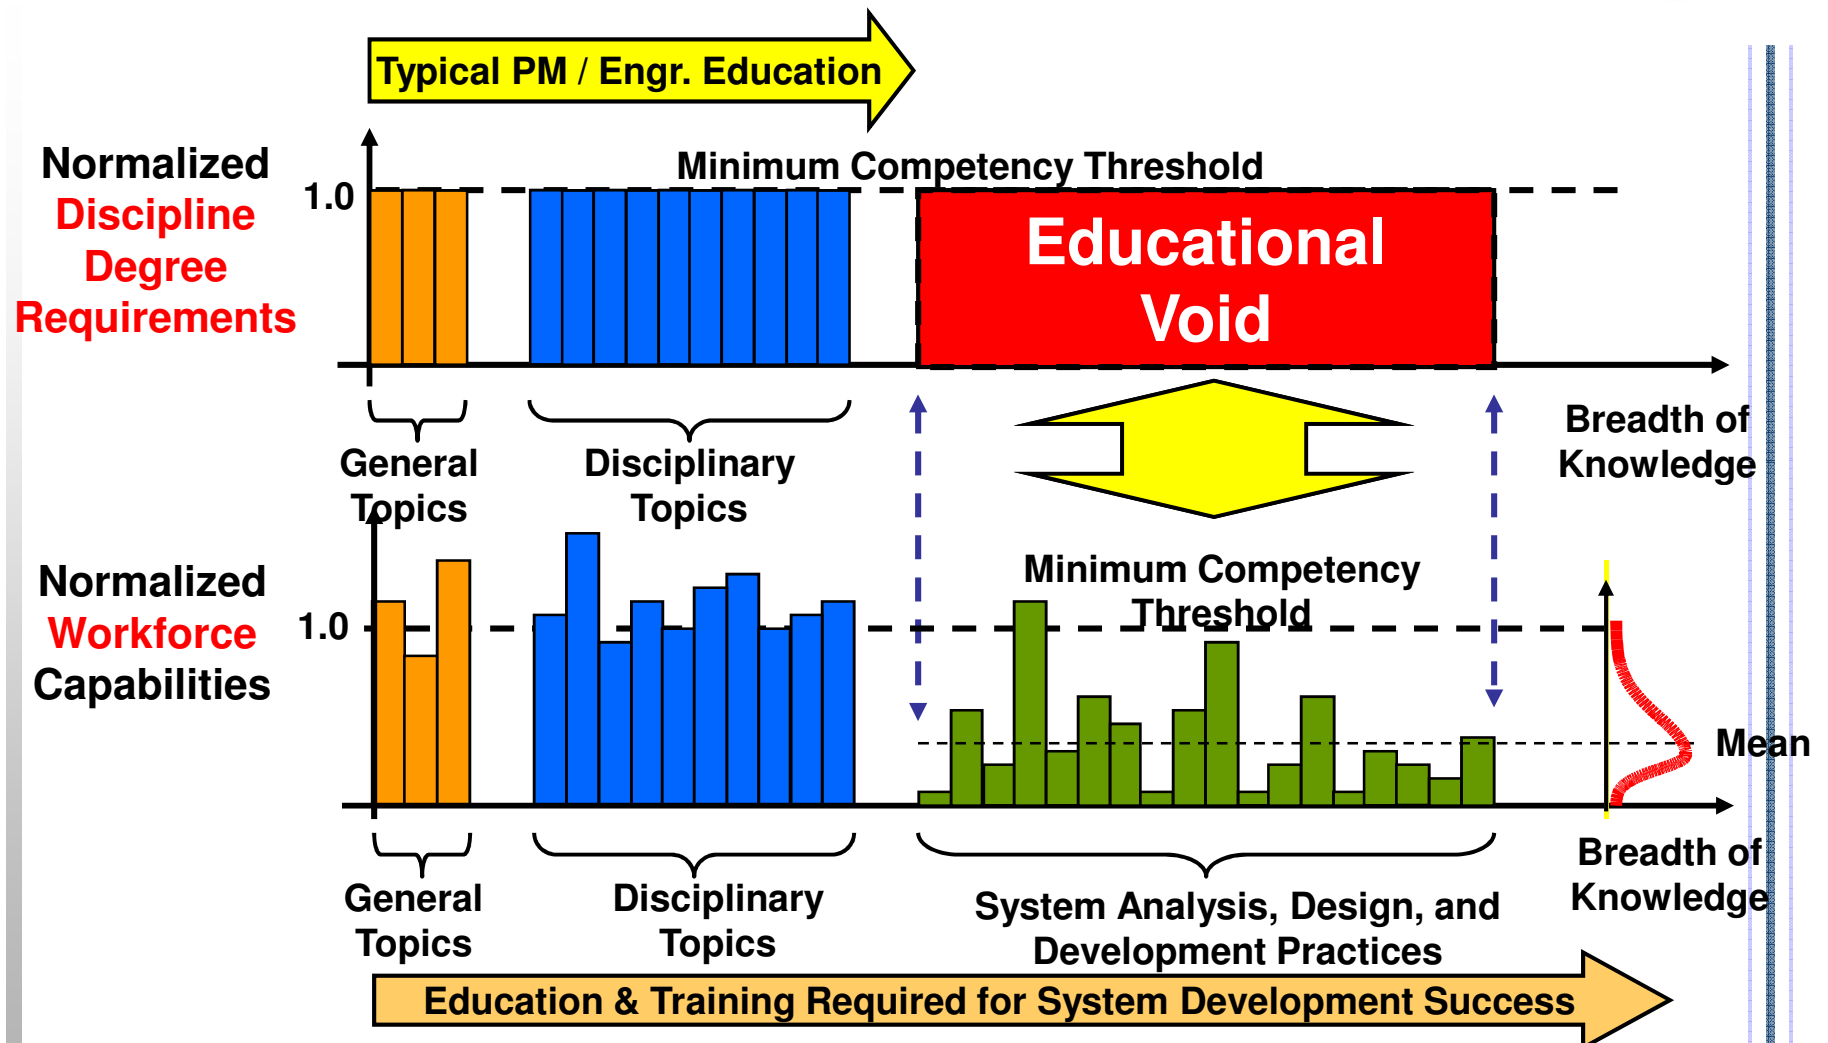 Typical PM / Engr. Education
Normalized
Discipline
Degree
Requirements
1.0
Minimum Competency Threshold
Educational
Void
General
Topics
Disciplinary
Topics
Breadth of
Knowledge
Normalized
Workforce
Capabilities
1.0
Minimum Competency
Threshold
Mean
General
Topics
Disciplinary
Topics
System Analysis, Design, and
Development Practices
Breadth of
Knowledge
Education & Training Required for System Development Success